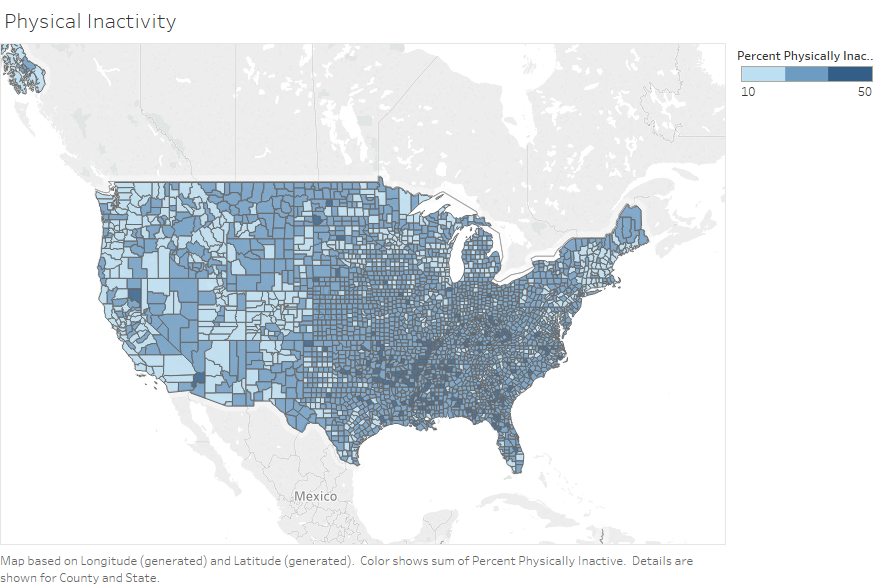 Physical Inactivity
Percent Physically Inac..
10 50
Mexico
Map based on Longitude (generated) and Latitude (generated). Color shows sum of Percent Physically Inactive. Details are
shown for County and State.